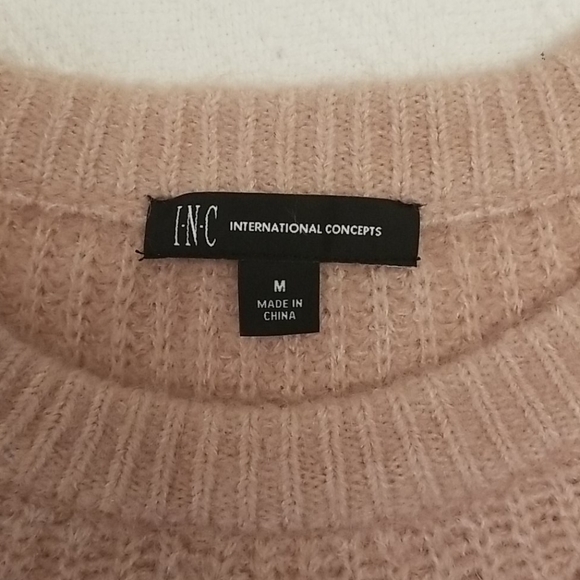 I·N·C INTERNATIONAL CONCEPTS
M
MADE IN
CHINA